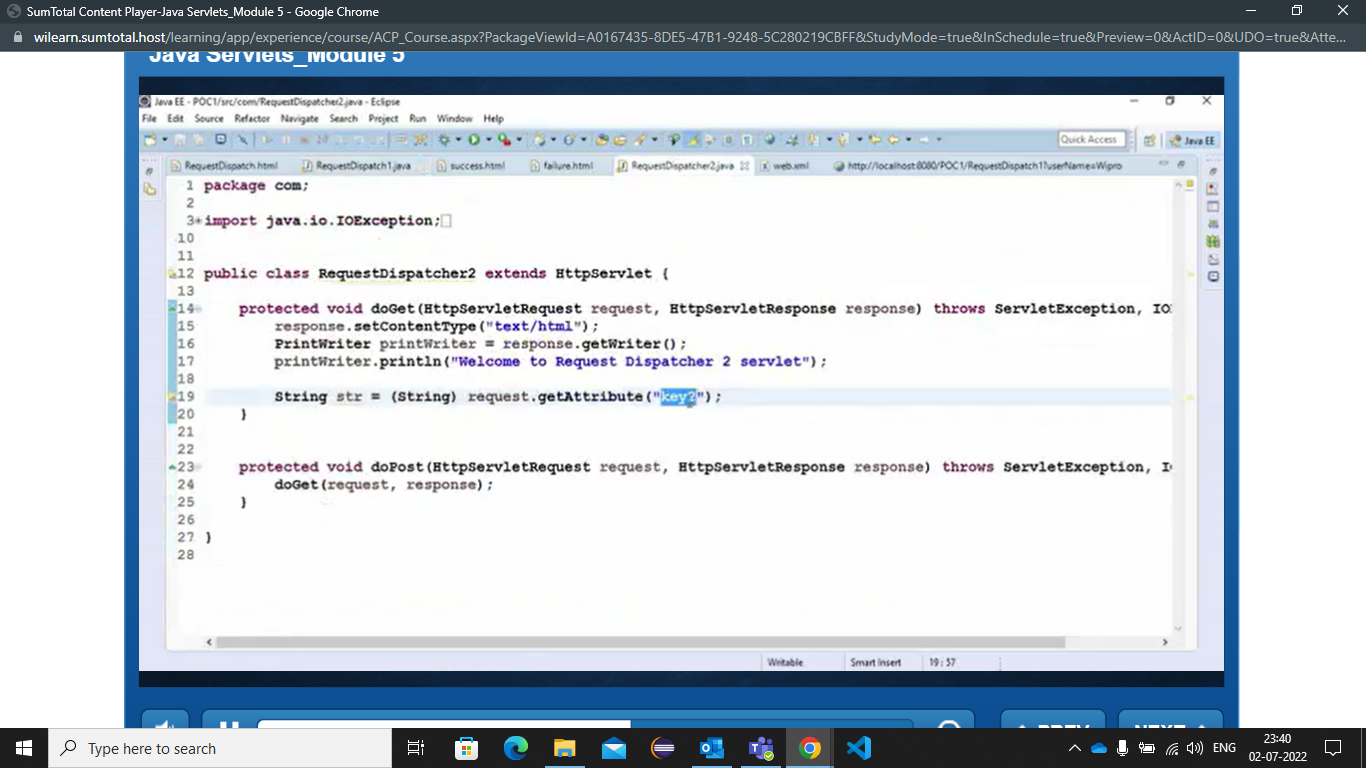 SumTotal Content Player-Java Servlets_Module 5 - Google Chrome
wilearn.sumtotal.host/learning/app/experience/course/ACP_Course.aspx?PackageViewId=A0167435-8DE5-47B1-9248-5C280219CBFF&StudyMode=true&InSchedule=true&Preview=0&ActID=0&UDO=true&Atte...
Java Servlets_Module 5
Java EE - POC1/src/com/RequestDispatcher2.java - Eclipse
File Edit Source Refactor Navigate Search Project Run Window Help
Quick Access Java EE
RequestDispatch.html RequestDispatch1.java success.html failure.html RequestDispatcher2.java web.xml http://localhost:8080/POC1/RequestDispatch1?userName=Wipro
1 package com;
2
3 import java.io.IOException;
10
11
12 public class RequestDispatcher2 extends HttpServlet {
13
14 protected void doGet(HttpServletRequest request, HttpServletResponse response) throws ServletException, IO
15 response.setContentType("text/html");
16 PrintWriter printWriter = response.getWriter();
17 printWriter.println("Welcome to Request Dispatcher 2 servlet");
18
19 String str = (String) request.getAttribute("key2");
20 }
21
22
23 protected void doPost(HttpServletRequest request, HttpServletResponse response) throws ServletException, I
24 doGet(request, response);
25 }
26
27 }
28
Writable Smart Insert 19 : 57
PREV NEXT
Type here to search
ENG
23:40
02-07-2022